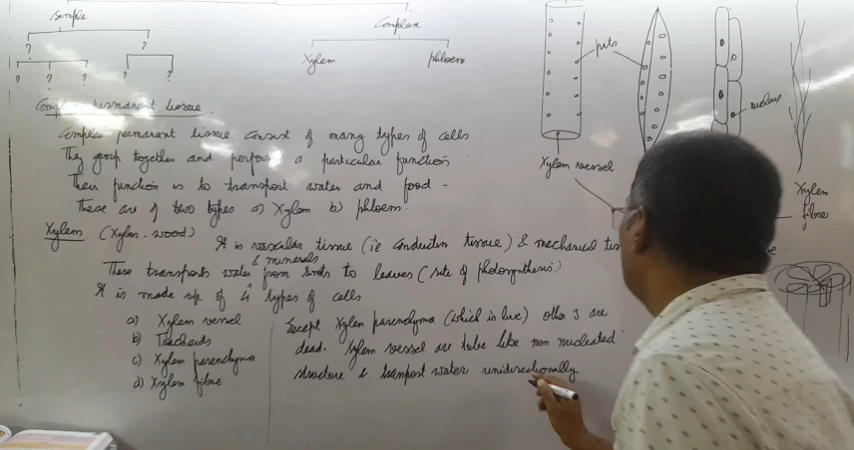 Simple
Complex
? ?
Xylem phloem
? ? ? ? ?
Complex permanent tissue
Complex permanent tissue consist of many types of cells
They group together and perform a particular function
Their function is to transport water and food -
These are of two types a) Xylem b) phloem.
Xylem (Xylos - wood) It is vascular tissue (ie conductin tissue) & mechanical tis
& minerals
These transports water from roots to leaves (site of photosynthesis)
It is made up of 4 types of cells
a) Xylem vessel
b) Tracheids
c) Xylem parenchyma
d) Xylem fibre
Except Xylem parenchyma (which is live) other 3 are
dead. Xylem vessel are tube like non nucleated
structure & transport water unidirectionally
pits
nucleus
Xylem vessel
Xylem
fibre